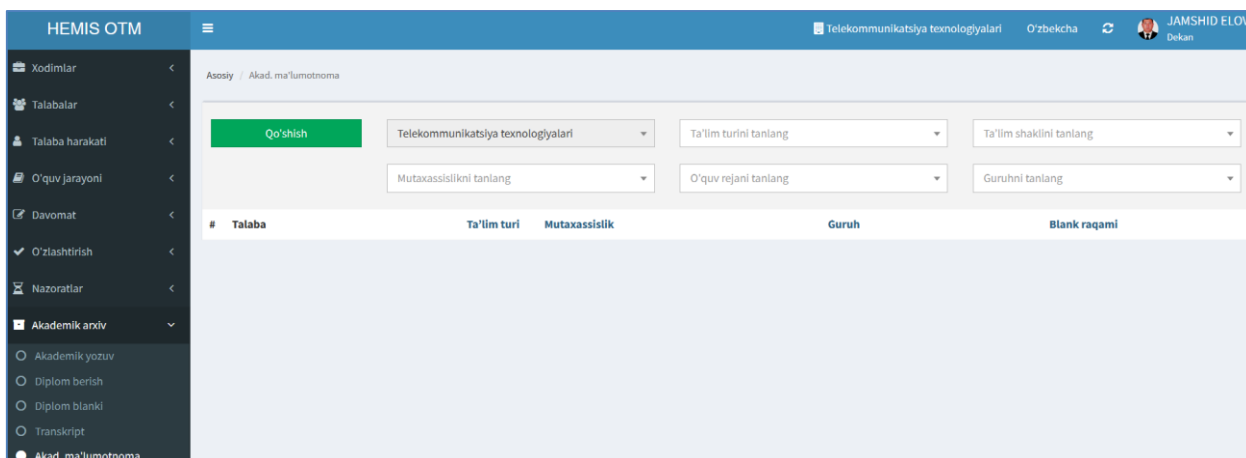 HEMIS OTM
Telekommunikatsiya texnologiyalari O'zbekcha JAMSHID ELOV
Dekan
Xodimlar
Talabalar
Talaba harakati
O'quv jarayoni
Davomat
O'zlashtirish
Nazoratlar
Akademik arxiv
Akademik yozuv
Diplom berish
Diplom blanki
Transkript
Akad. ma'lumotnoma
Asosiy / Akad. ma'lumotnoma
Qo'shish Telekommunikatsiya texnologiyalari Ta'lim turini tanlang Ta'lim shaklini tanlang
Mutaxassislikni tanlang O'quv rejani tanlang Guruhni tanlang
# Talaba Ta'lim turi Mutaxassislik Guruh Blank raqami